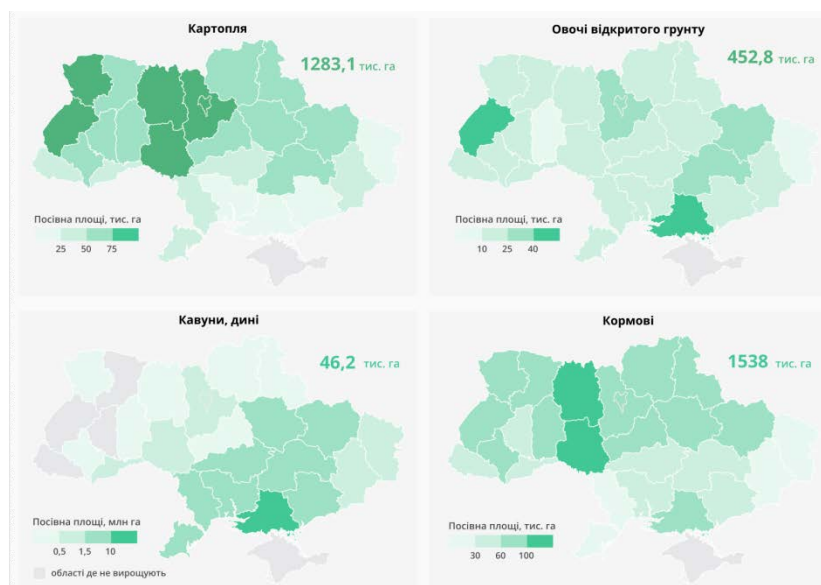 Картопля
1283,1 тис. га
Посівна площі, тис. га
25 50 75
Овочі відкритого грунту
452,8 тис. га
Посівна площі, тис. га
10 25 40
Кавуни, дині
46,2 тис. га
Посівна площі, млн га
0,5 1,5 10
області де не вирощують
Кормові
1538 тис. га
Посівна площі, тис. га
30 60 100